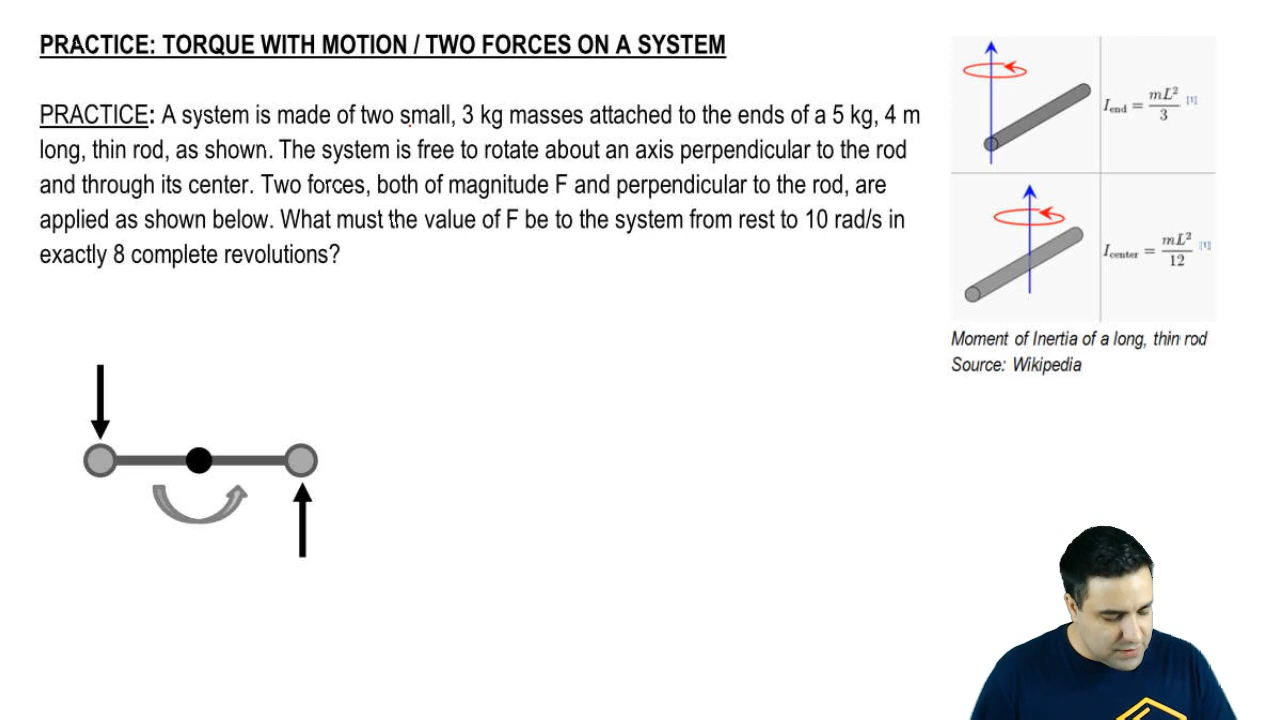 PRACTICE: TORQUE WITH MOTION / TWO FORCES ON A SYSTEM
PRACTICE: A system is made of two small, 3 kg masses attached to the ends of a 5 kg, 4 m
long, thin rod, as shown. The system is free to rotate about an axis perpendicular to the rod
and through its center. Two forces, both of magnitude F and perpendicular to the rod, are
applied as shown below. What must the value of F be to the system from rest to 10 rad/s in
exactly 8 complete revolutions?
I_end = mL²/3 [1]
I_center = mL²/12 [1]
Moment of Inertia of a long, thin rod
Source: Wikipedia